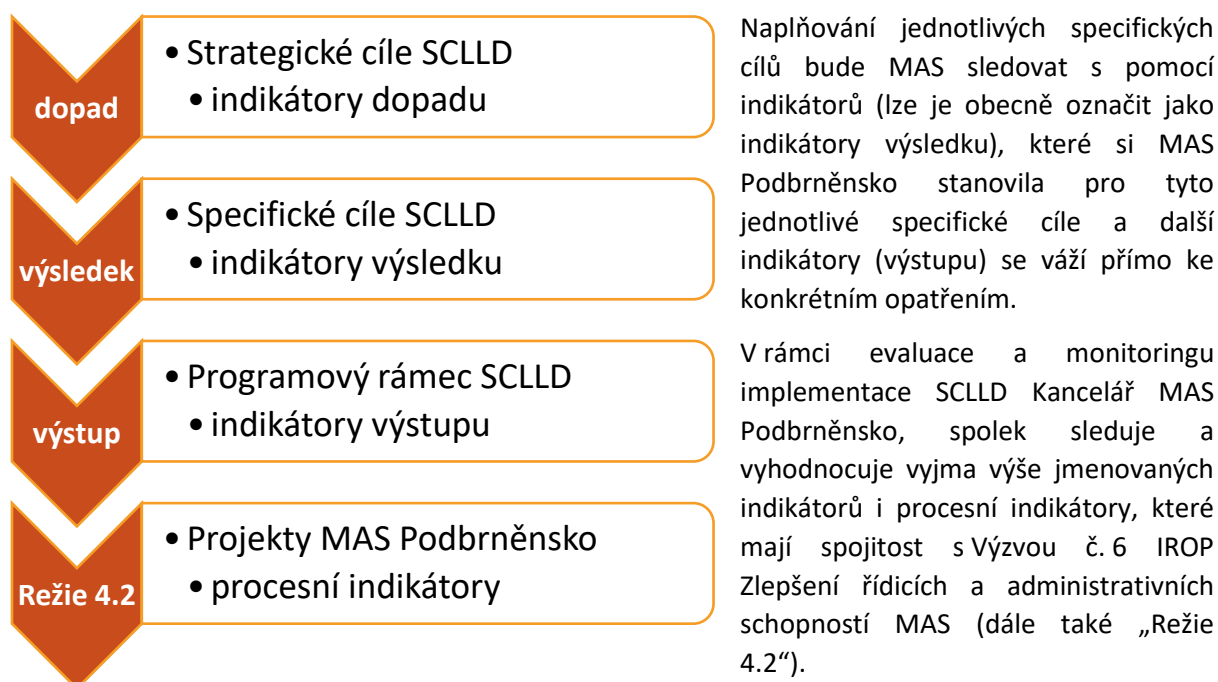 dopad
• Strategické cíle SCLLD
• indikátory dopadu
výsledek
• Specifické cíle SCLLD
• indikátory výsledku
výstup
• Programový rámec SCLLD
• indikátory výstupu
Režie 4.2
• Projekty MAS Podbrněnsko
• procesní indikátory
Naplňování jednotlivých specifických
cílů bude MAS sledovat s pomocí
indikátorů (lze je obecně označit jako
indikátory výsledku), které si MAS
Podbrněnsko stanovila pro tyto
jednotlivé specifické cíle a další
indikátory (výstupu) se váží přímo ke
konkrétním opatřením.
V rámci evaluace a monitoringu
implementace SCLLD Kancelář MAS
Podbrněnsko, spolek sleduje a
vyhodnocuje vyjma výše jmenovaných
indikátorů i procesní indikátory, které
mají spojitost s Výzvou č. 6 IROP
Zlepšení řídicích a administrativních
schopností MAS (dále také „Režie
4.2“).